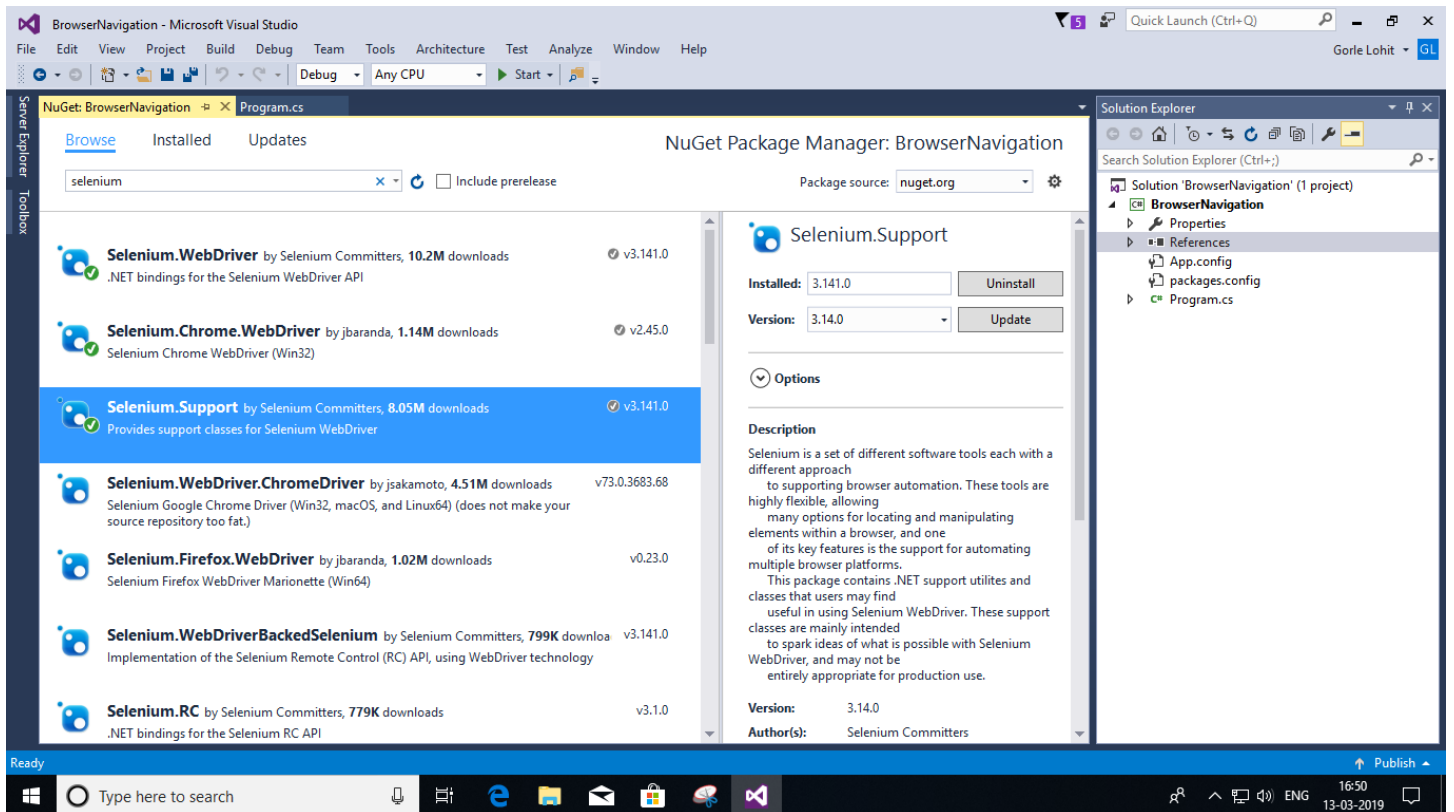 BrowserNavigation - Microsoft Visual Studio
5
Quick Launch (Ctrl+Q)
File Edit View Project Build Debug Team Tools Architecture Test Analyze Window Help
Gorle Lohit GL
Debug Any CPU Start
Server Explorer
Toolbox
NuGet: BrowserNavigation Program.cs
Browse Installed Updates
NuGet Package Manager: BrowserNavigation
selenium
Include prerelease
Package source: nuget.org
Selenium.WebDriver by Selenium Committers, 10.2M downloads v3.141.0
.NET bindings for the Selenium WebDriver API
Selenium.Chrome.WebDriver by jbaranda, 1.14M downloads v2.45.0
Selenium Chrome WebDriver (Win32)
Selenium.Support by Selenium Committers, 8.05M downloads v3.141.0
Provides support classes for Selenium WebDriver
Selenium.WebDriver.ChromeDriver by jsakamoto, 4.51M downloads v73.0.3683.68
Selenium Google Chrome Driver (Win32, macOS, and Linux64) (does not make your
source repository too fat.)
Selenium.Firefox.WebDriver by jbaranda, 1.02M downloads v0.23.0
Selenium Firefox WebDriver Marionette (Win64)
Selenium.WebDriverBackedSelenium by Selenium Committers, 799K downloa v3.141.0
Implementation of the Selenium Remote Control (RC) API, using WebDriver technology
Selenium.RC by Selenium Committers, 779K downloads v3.1.0
.NET bindings for the Selenium RC API
Selenium.Support
Installed: 3.141.0 Uninstall
Version: 3.14.0 Update
Options
Description
Selenium is a set of different software tools each with a
different approach
to supporting browser automation. These tools are
highly flexible, allowing
many options for locating and manipulating
elements within a browser, and one
of its key features is the support for automating
multiple browser platforms.
This package contains .NET support utilites and
classes that users may find
useful in using Selenium WebDriver. These support
classes are mainly intended
to spark ideas of what is possible with Selenium
WebDriver, and may not be
entirely appropriate for production use.
Version: 3.14.0
Author(s): Selenium Committers
Solution Explorer
Search Solution Explorer (Ctrl+;)
Solution 'BrowserNavigation' (1 project)
C# BrowserNavigation
Properties
References
App.config
packages.config
C# Program.cs
Ready
Publish
Type here to search
ENG
16:50
13-03-2019